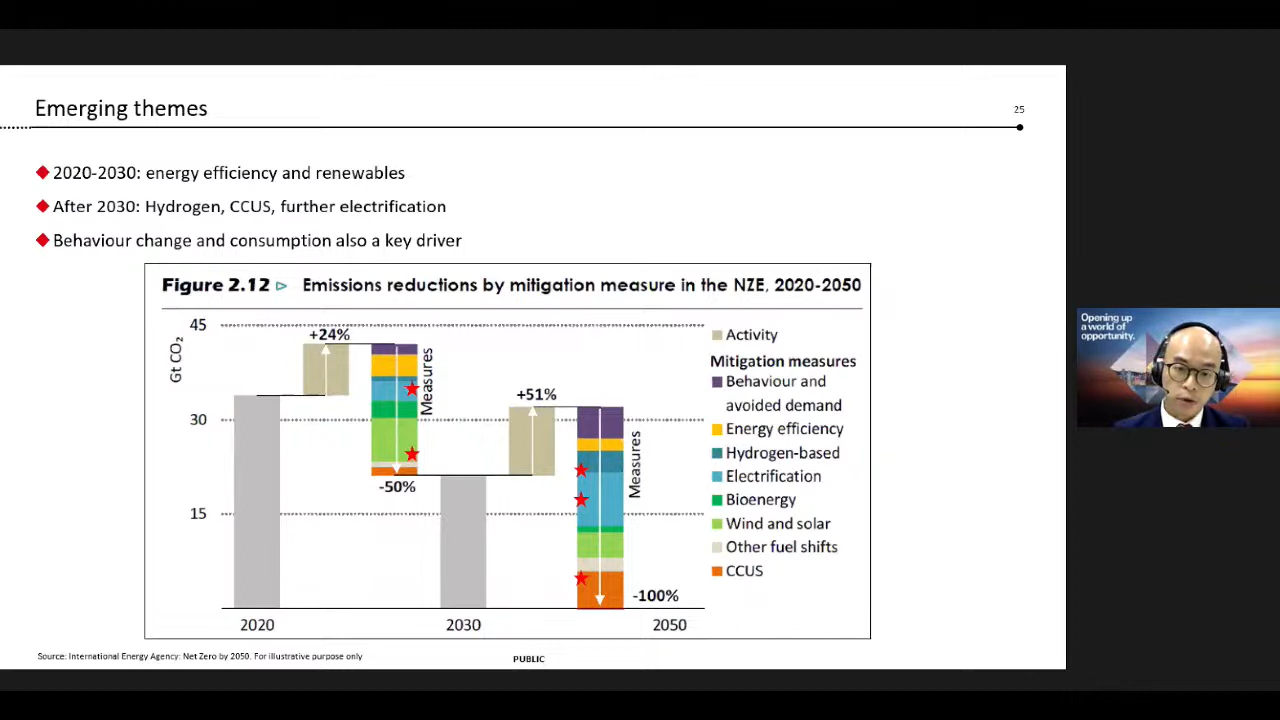 Emerging themes
25
2020-2030: energy efficiency and renewables
After 2030: Hydrogen, CCUS, further electrification
Behaviour change and consumption also a key driver
Figure 2.12 ▷ Emissions reductions by mitigation measure in the NZE, 2020-2050
Gt CO₂
45
30
15
+24%
Measures
-50%
+51%
Measures
-100%
2020
2030
2050
Activity
Mitigation measures
Behaviour and
avoided demand
Energy efficiency
Hydrogen-based
Electrification
Bioenergy
Wind and solar
Other fuel shifts
CCUS
Source: International Energy Agency: Net Zero by 2050. For illustrative purpose only
PUBLIC
Opening up
a world of
opportunity.